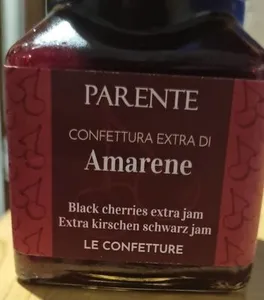 PARENTE
CONFETTURA EXTRA DI
Amarene
Black cherries extra jam
Extra kirschen schwarz jam
LE CONFETTURE